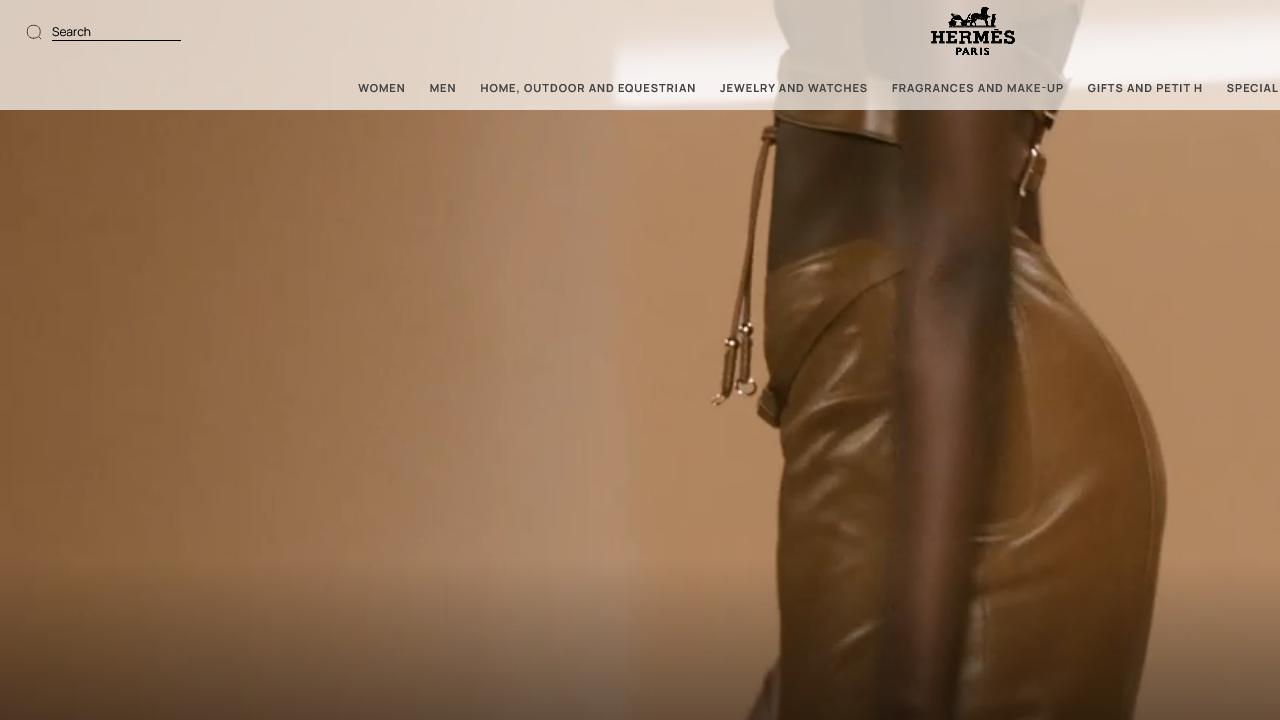 Search
HERMÈS
PARIS
WOMEN MEN HOME, OUTDOOR AND EQUESTRIAN JEWELRY AND WATCHES FRAGRANCES AND MAKE-UP GIFTS AND PETIT H SPECIAL